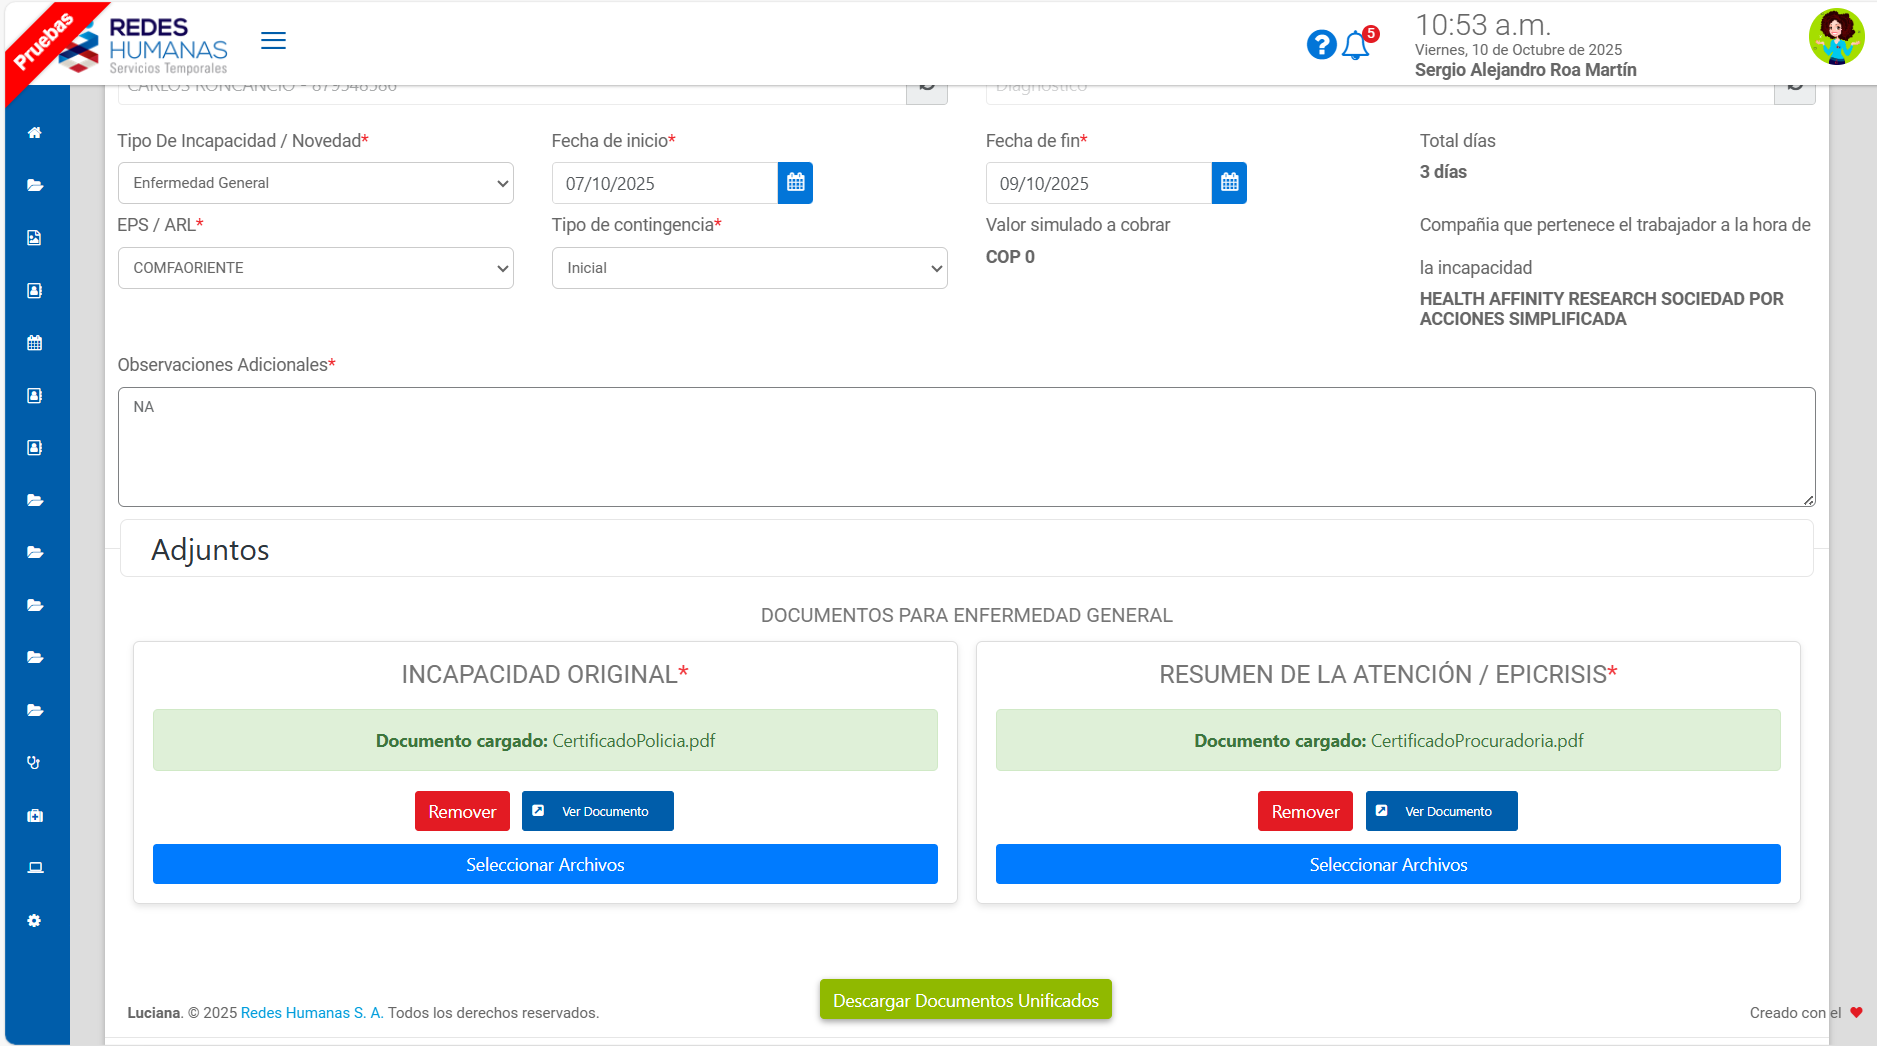 Pruebas
REDES
HUMANAS
Servicios Temporales
5
10:53 a.m.
Viernes, 10 de Octubre de 2025
Sergio Alejandro Roa Martín
CARLOS RONCANCIO - 879548586
Diagnóstico
Tipo De Incapacidad / Novedad*
Fecha de inicio*
Fecha de fin*
Total días
Enfermedad General
07/10/2025
09/10/2025
3 días
EPS / ARL*
Tipo de contingencia*
Valor simulado a cobrar
Compañia que pertenece el trabajador a la hora de
la incapacidad
COMFAORIENTE
Inicial
COP 0
HEALTH AFFINITY RESEARCH SOCIEDAD POR
ACCIONES SIMPLIFICADA
Observaciones Adicionales*
NA
Adjuntos
DOCUMENTOS PARA ENFERMEDAD GENERAL
INCAPACIDAD ORIGINAL*
Documento cargado: CertificadoPolicia.pdf
Remover
Ver Documento
Seleccionar Archivos
RESUMEN DE LA ATENCIÓN / EPICRISIS*
Documento cargado: CertificadoProcuradoria.pdf
Remover
Ver Documento
Seleccionar Archivos
Descargar Documentos Unificados
Luciana. © 2025 Redes Humanas S. A. Todos los derechos reservados.
Creado con el